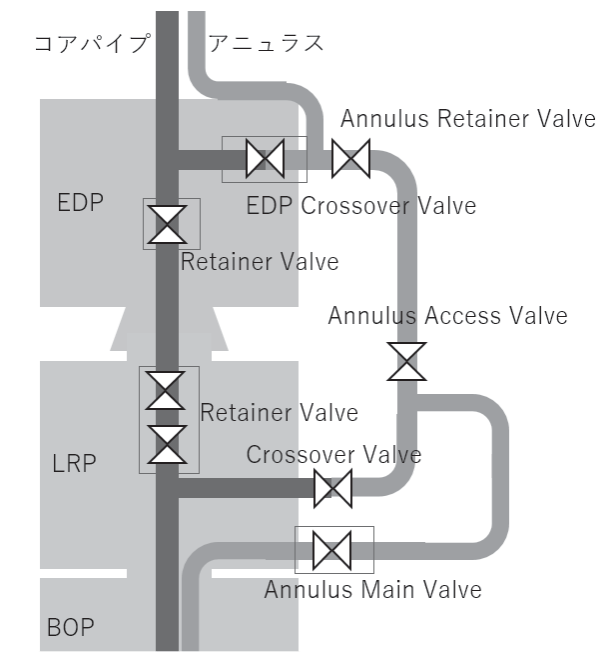 コアパイプ
アニュラス
Annulus Retainer Valve
EDP
EDP Crossover Valve
Retainer Valve
Annulus Access Valve
Retainer Valve
Crossover Valve
LRP
Annulus Main Valve
BOP